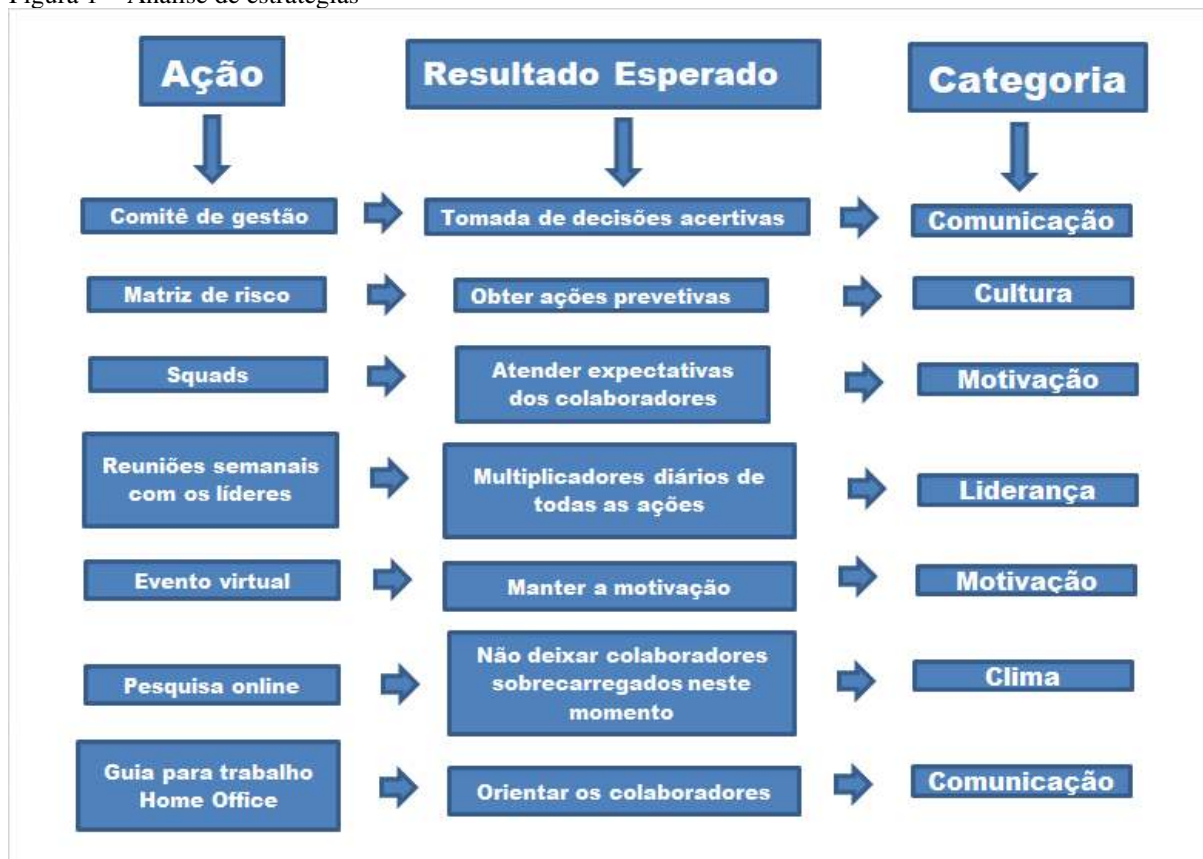 Figura 1 – Análise de estratégias
Ação
Resultado Esperado
Categoria
Comitê de gestão
Tomada de decisões acertivas
Comunicação
Matriz de risco
Obter ações prevetivas
Cultura
Squads
Atender expectativas
dos colaboradores
Motivação
Reuniões semanais
com os líderes
Multiplicadores diários de
todas as ações
Liderança
Evento virtual
Manter a motivação
Motivação
Pesquisa online
Não deixar colaboradores
sobrecarregados neste
momento
Clima
Guia para trabalho
Home Office
Orientar os colaboradores
Comunicação